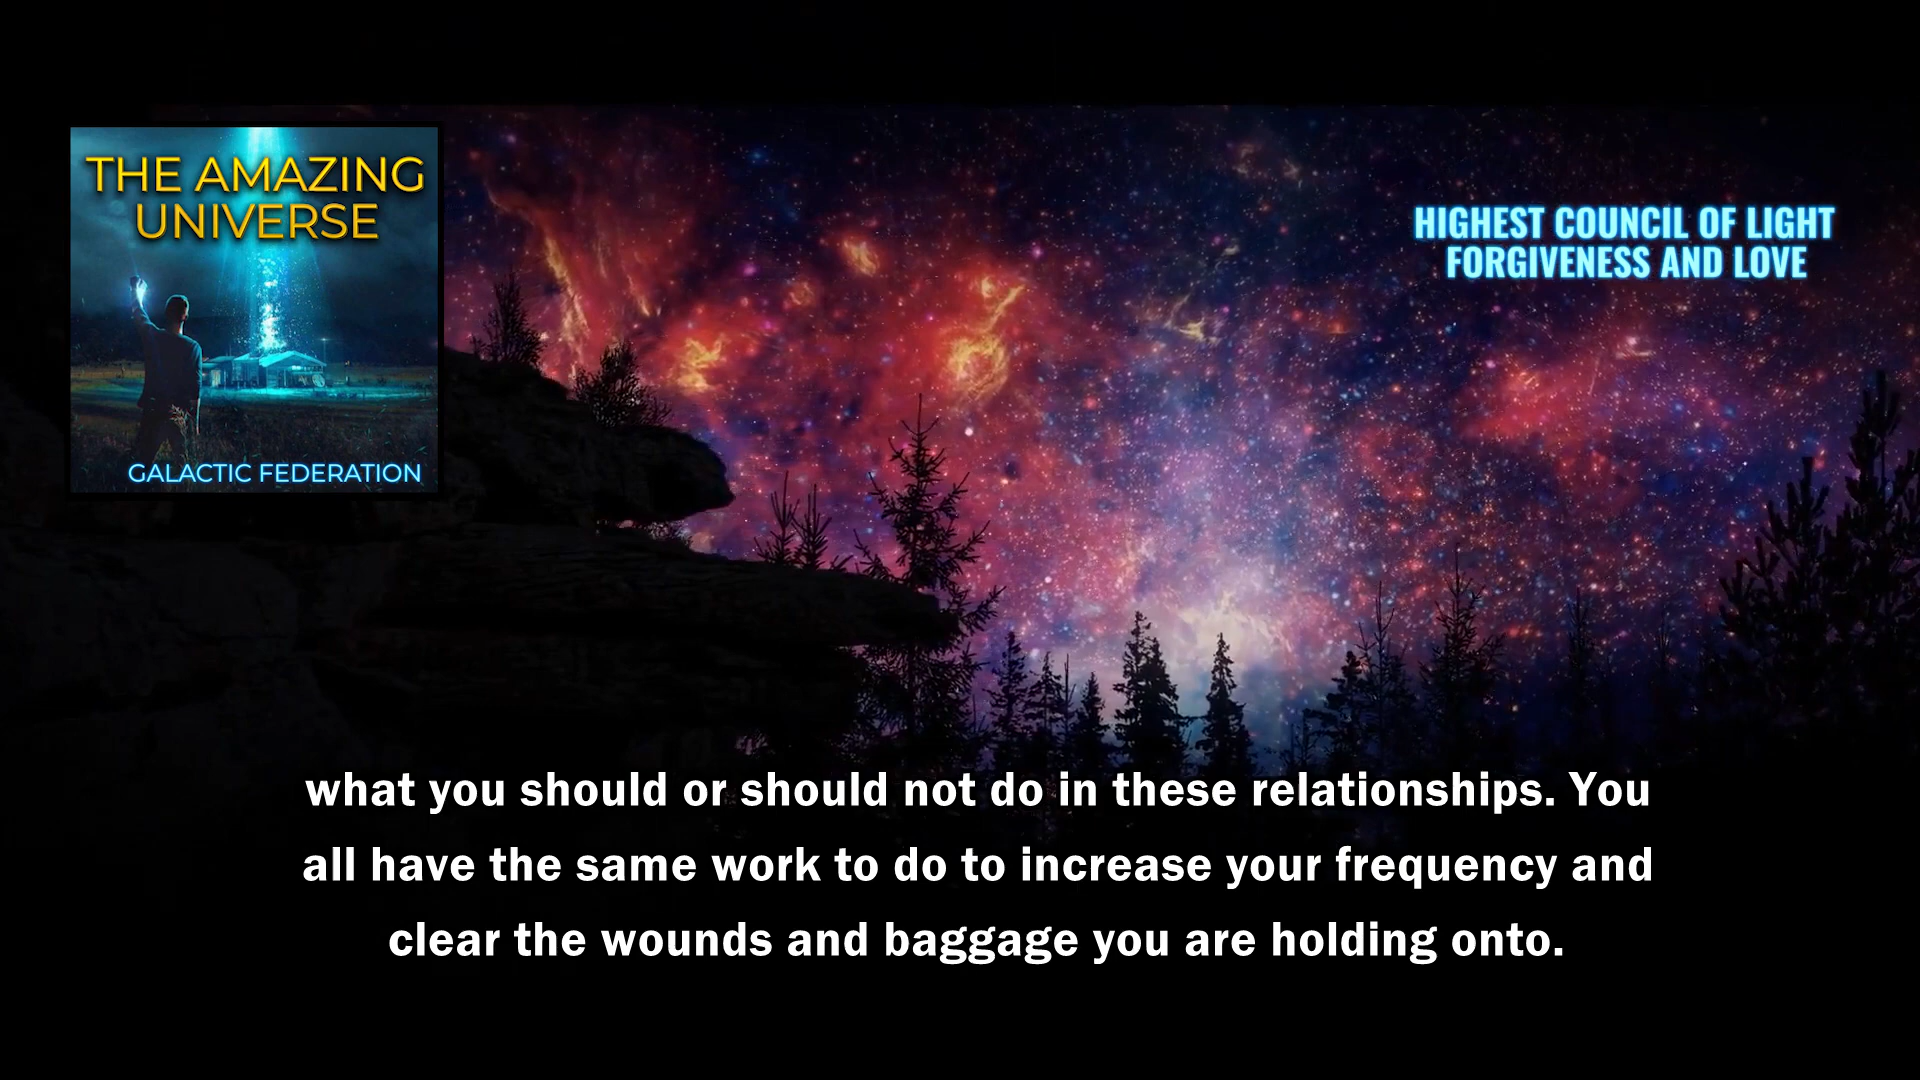 THE AMAZING
UNIVERSE
GALACTIC FEDERATION
HIGHEST COUNCIL OF LIGHT
FORGIVENESS AND LOVE
what you should or should not do in these relationships. You
all have the same work to do to increase your frequency and
clear the wounds and baggage you are holding onto.